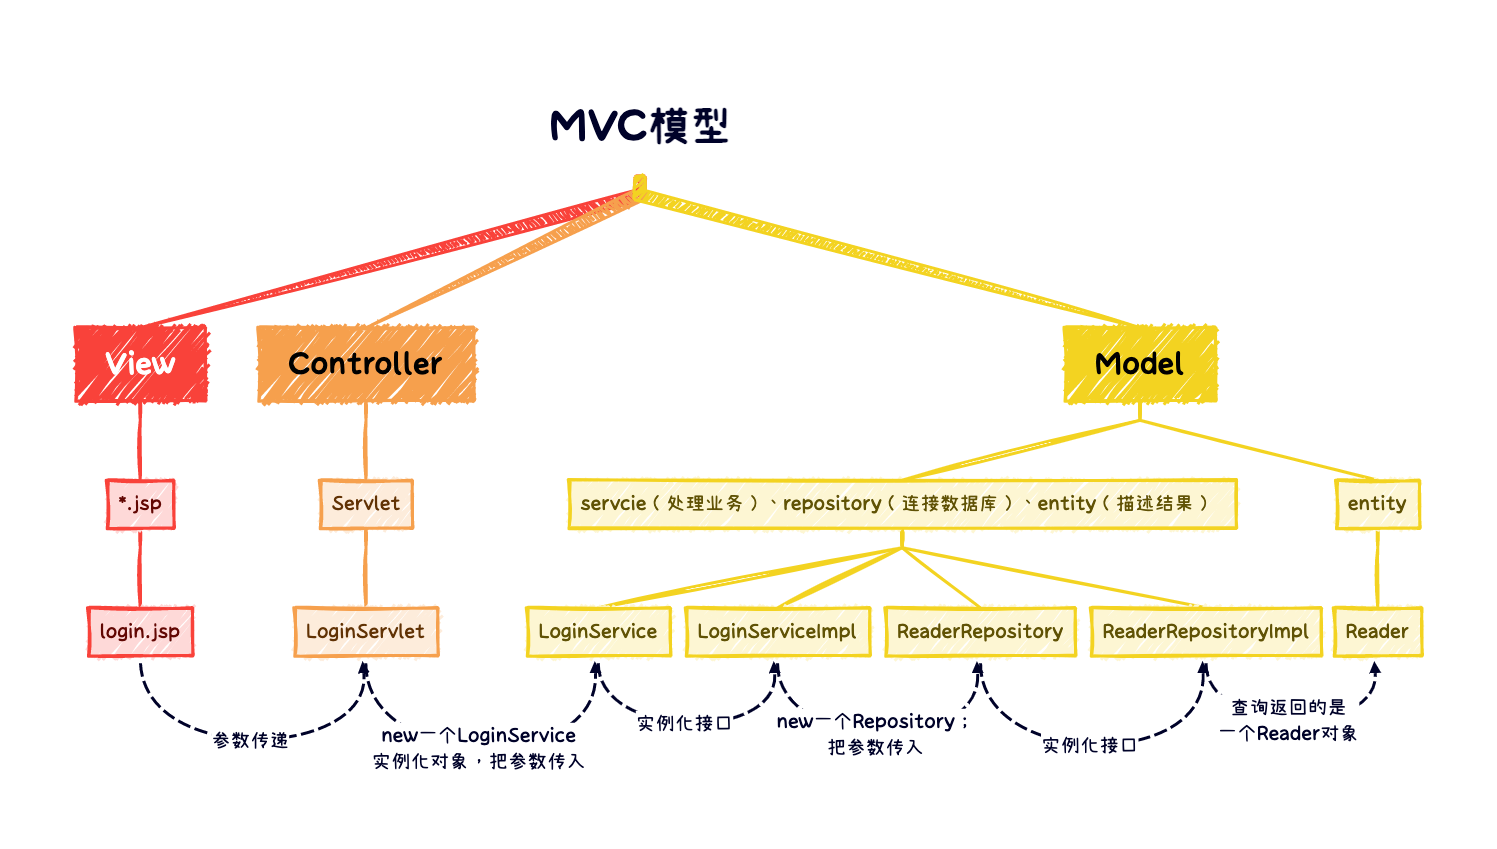 MVC模型
View
Controller
Model
*.jsp
Servlet
servcie（处理业务）、repository（连接数据库）、entity（描述结果）
entity
login.jsp
LoginServlet
LoginService
LoginServiceImpl
ReaderRepository
ReaderRepositoryImpl
Reader
参数传递
new一个LoginService
实例化对象，把参数传入
实例化接口
new一个Repository；
把参数传入
实例化接口
查询返回的是
一个Reader对象